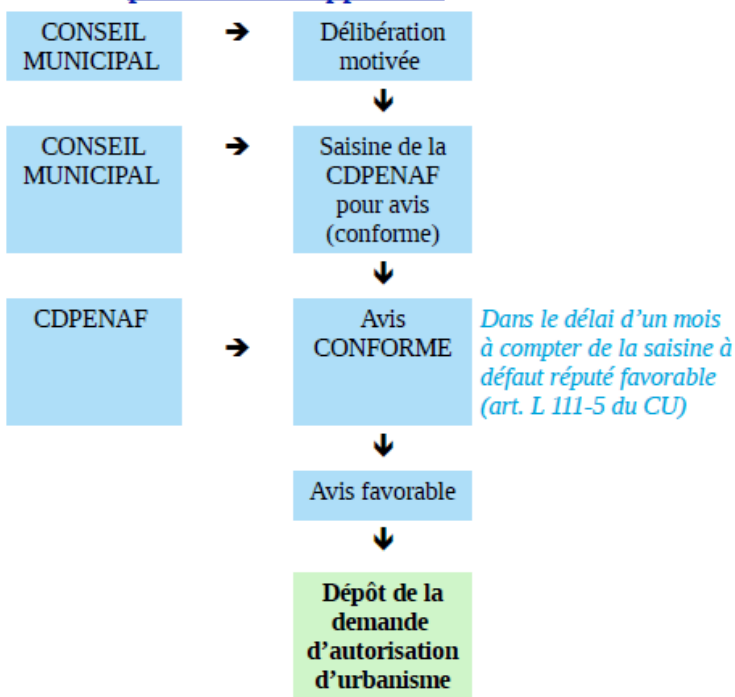 CONSEIL
MUNICIPAL
➔
Délibération
motivée
🡻
CONSEIL
MUNICIPAL
➔
Saisine de la
CDPENAF
pour avis
(conforme)
🡻
CDPENAF
➔
Avis
CONFORME
Dans le délai d’un mois
à compter de la saisine à
défaut réputé favorable
(art. L 111-5 du CU)
🡻
Avis favorable
🡻
Dépôt de la
demande
d’autorisation
d’urbanisme